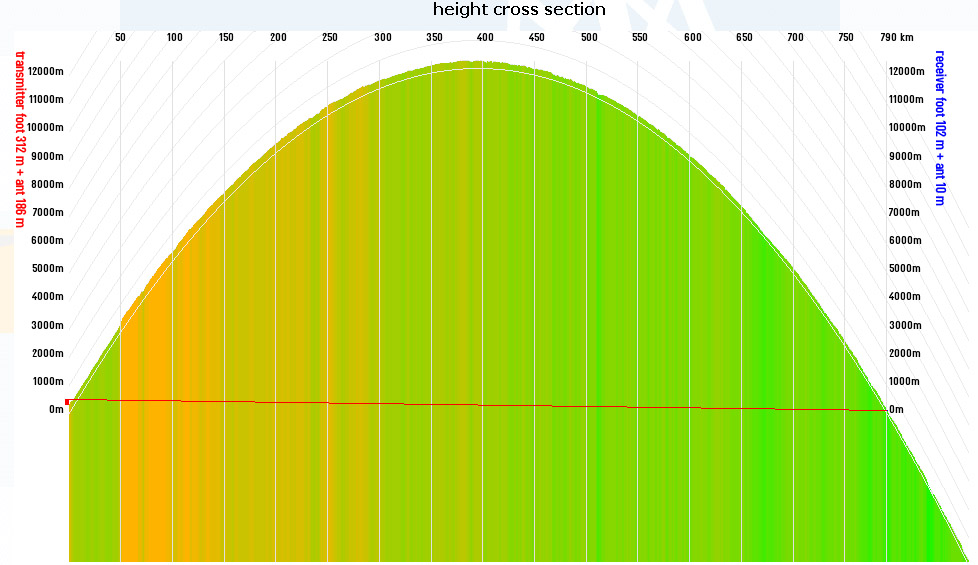 height cross section
50 100 150 200 250 300 350 400 450 500 550 600 650 700 750 790 km
transmitter foot 312 m + ant 186 m
12000m 12000m
11000m 11000m
10000m 10000m
9000m 9000m
8000m 8000m
7000m 7000m
6000m 6000m
5000m 5000m
4000m 4000m
3000m 3000m
2000m 2000m
1000m 1000m
0m 0m
receiver foot 102 m + ant 10 m